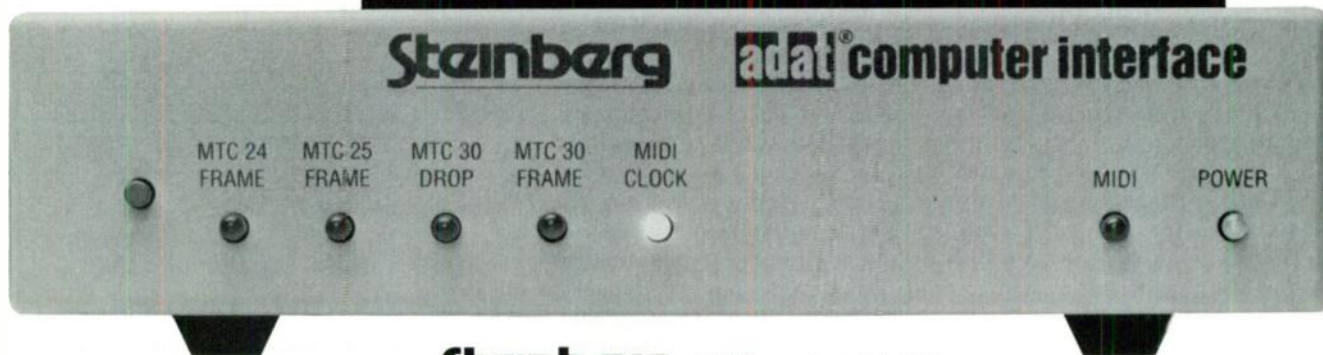 Steinberg adat® computer interface
MTC 24 MTC 25 MTC 30 MTC 30 MIDI
FRAME FRAME DROP FRAME CLOCK
MIDI POWER